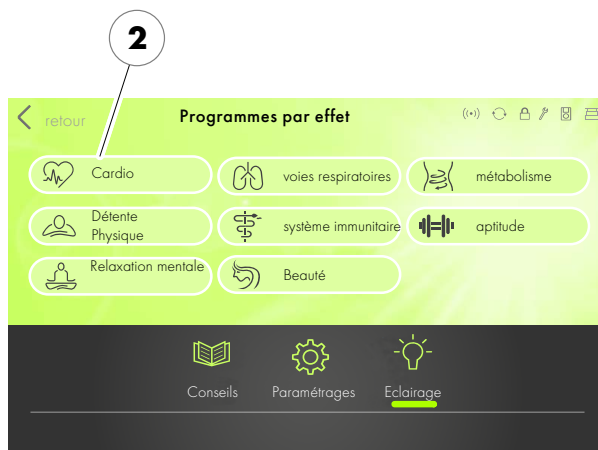 2
retour
Programmes par effet
Cardio
voies respiratoires
métabolisme
Détente
Physique
système immunitaire
aptitude
Relaxation mentale
Beauté
Conseils
Paramétrages
Eclairage